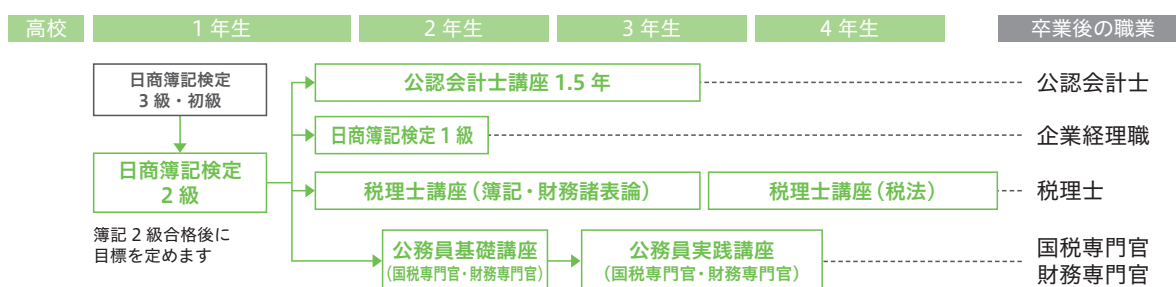 高校
1 年生
2 年生
3 年生
4 年生
卒業後の職業
日商簿記検定
3 級・初級
公認会計士講座 1.5 年
公認会計士
日商簿記検定 1 級
企業経理職
日商簿記検定
2 級
税理士講座（簿記・財務諸表論）
税理士講座（税法）
税理士
簿記 2 級合格後に
目標を定めます
公務員基礎講座
（国税専門官・財務専門官）
公務員実践講座
（国税専門官・財務専門官）
国税専門官
財務専門官